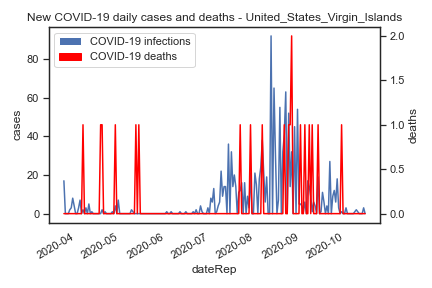 New COVID-19 daily cases and deaths - United_States_Virgin_Islands
COVID-19 infections
COVID-19 deaths
cases
80
60
40
20
0
2.0
1.5
1.0
0.5
0.0
deaths
2020-04
2020-05
2020-06
2020-07
2020-08
2020-09
2020-10
dateRep